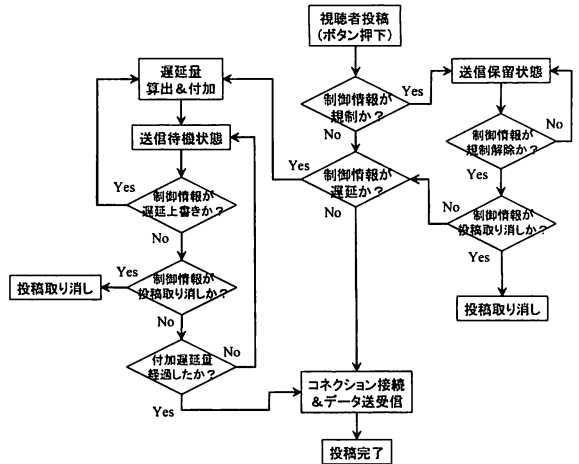 視聴者投稿
(ボタン押下)
制御情報が
規制か?
Yes
No
送信保留状態
制御情報が
規制解除か?
No
Yes
制御情報が
投稿取り消しか?
No
Yes
投稿取り消し
制御情報が
遅延か?
Yes
No
遅延量
算出&付加
送信待機状態
制御情報が
遅延上書きか?
Yes
No
制御情報が
投稿取り消しか?
Yes
No
投稿取り消し
付加遅延量
経過したか?
No
Yes
コネクション接続
&データ送受信
投稿完了